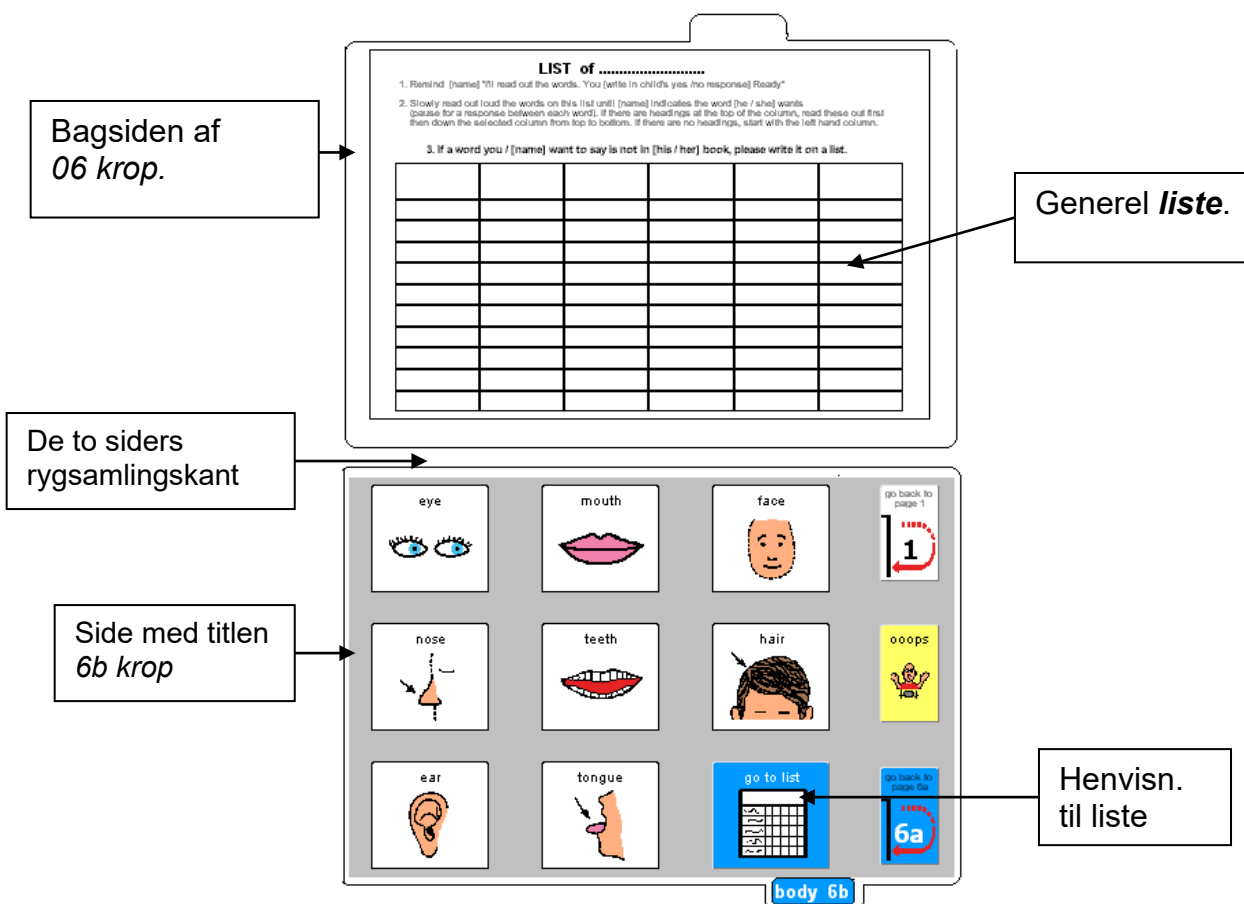 LIST of ..........................
1. Remind [name] "I'll read out the words. You [write in child's yes /no response] Ready"
2. Slowly read out loud the words on this list until [name] indicates the word [he / she] wants
(pause for a response between each word). If there are headings at the top of the column, read these out first
then down the selected column from top to bottom. If there are no headings, start with the left hand column.
3. If a word you / [name] want to say is not in [his / her] book, please write it on a list.
Bagsiden af
06 krop.
Generel liste.
De to siders
rygsamlingskant
eye
mouth
face
go back to
page 1
1
Side med titlen
6b krop
nose
teeth
hair
ooops
ear
tongue
go to list
go back to
page 6a
6a
Henvisn.
til liste
body 6b